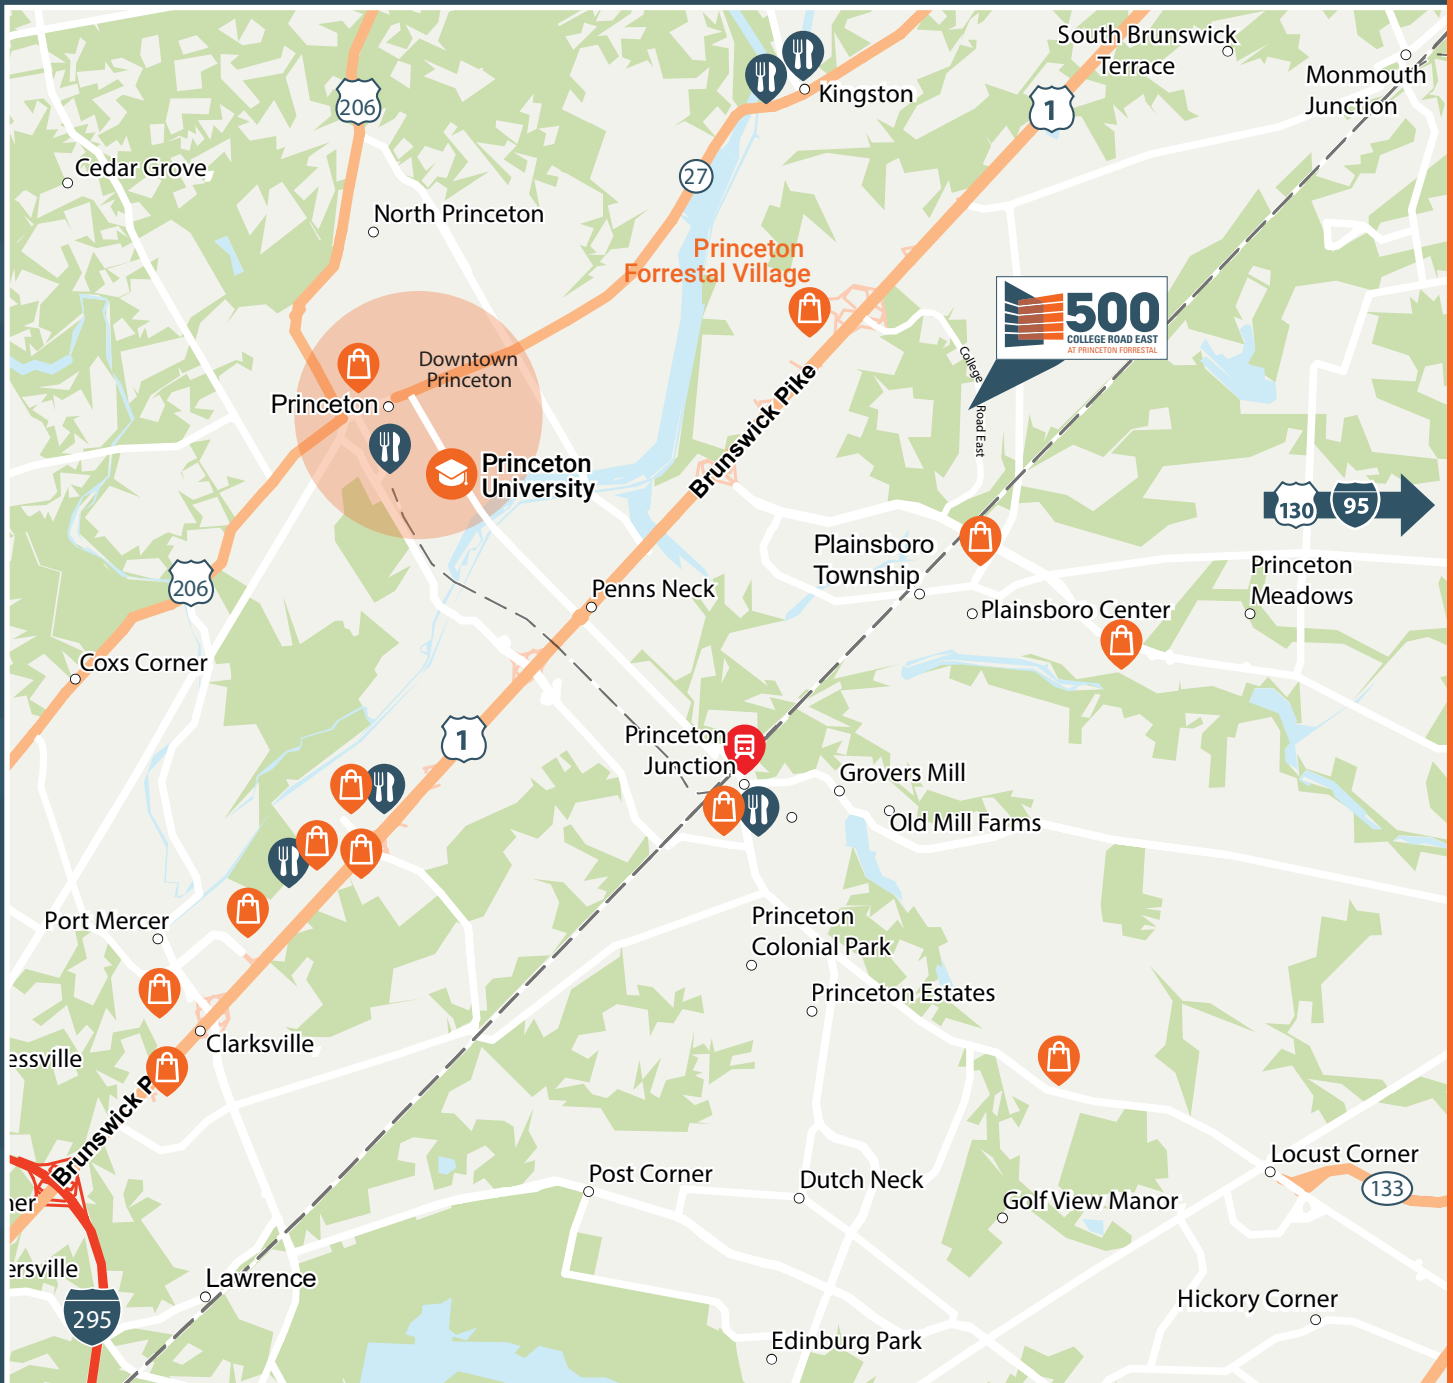 South Brunswick
Terrace
Monmouth
Junction
206
Kingston
1
Cedar Grove
27
North Princeton
Princeton
Forrestal Village
500
COLLEGE ROAD EAST
AT PRINCETON FORRESTAL
Downtown
Princeton
College
Road East
Princeton
Brunswick Pike
Princeton
University
130
95
Plainsboro
Township
Princeton
Meadows
206
Penns Neck
Plainsboro Center
Coxs Corner
1
Princeton
Junction
Grovers Mill
Old Mill Farms
Port Mercer
Princeton
Colonial Park
Princeton Estates
Clarksville
essville
Brunswick P
Locust Corner
Post Corner
Dutch Neck
133
Golf View Manor
ner
ersville
Lawrence
295
Hickory Corner
Edinburg Park